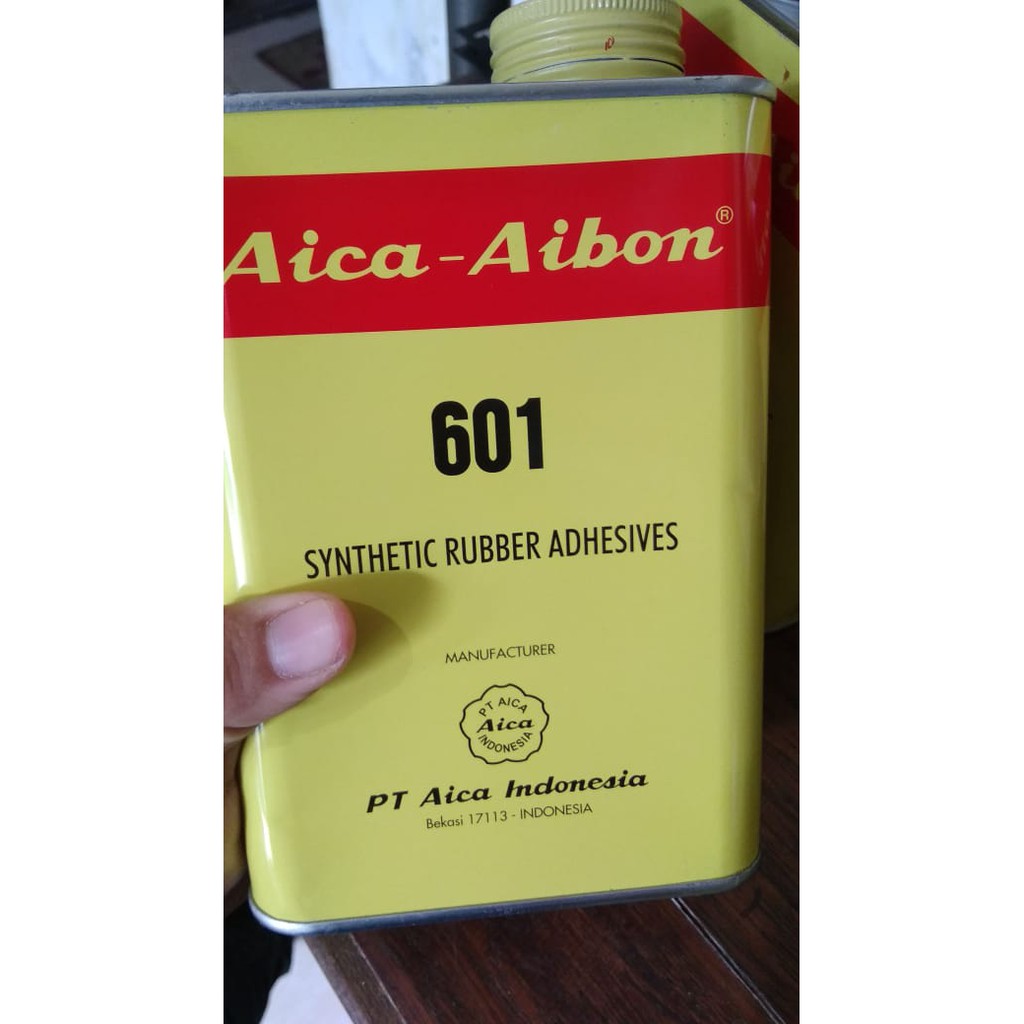 Aica-Aibon®
601
SYNTHETIC RUBBER ADHESIVES
MANUFACTURER
PT AICA
Aica
INDONESIA
PT Aica Indonesia
Bekasi 17113 - INDONESIA